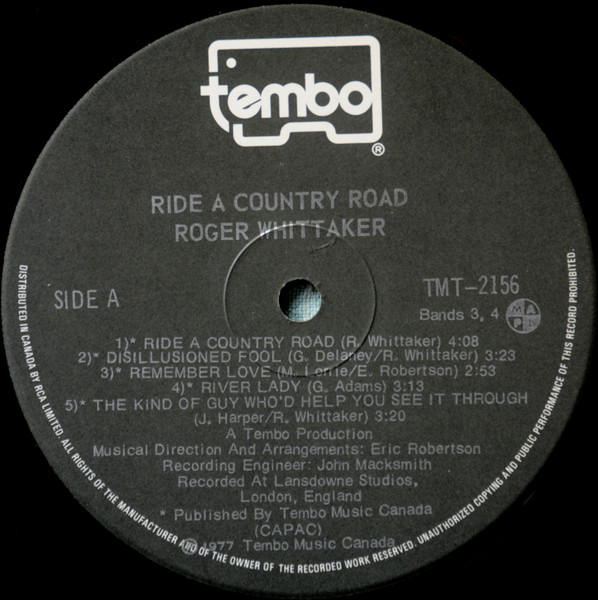 tembo
®
RIDE A COUNTRY ROAD
ROGER WHITTAKER
SIDE A
TMT-2156
Bands 3, 4
MAPL
1)* RIDE A COUNTRY ROAD (R. Whittaker) 4:08
2)* DISILLUSIONED FOOL (G. Delaney/R. Whittaker) 3:23
3)* REMEMBER LOVE (M. /E. Robertson) 2:53
4)* RIVER LADY (G. Adams) 3:13
5)* THE KIND OF GUY WHO'D HELP YOU SEE IT THROUGH
(J. Harper/R. Whittaker) 3:20
A Tembo Production
Musical Direction And Arrangements: Eric Robertson
Recording Engineer: John Macksmith
Recorded At Lansdowne Studios,
London, England
* Published By Tembo Music Canada
(CAPAC)
℗ 1977 Tembo Music Canada
DISTRIBUTED IN CANADA BY RCA LIMITED. ALL RIGHTS OF THE MANUFACTURER AND OF THE OWNER OF THE RECORDED WORK RESERVED. UNAUTHORIZED COPYING AND PUBLIC PERFORMANCE OF THIS RECORD PROHIBITED.